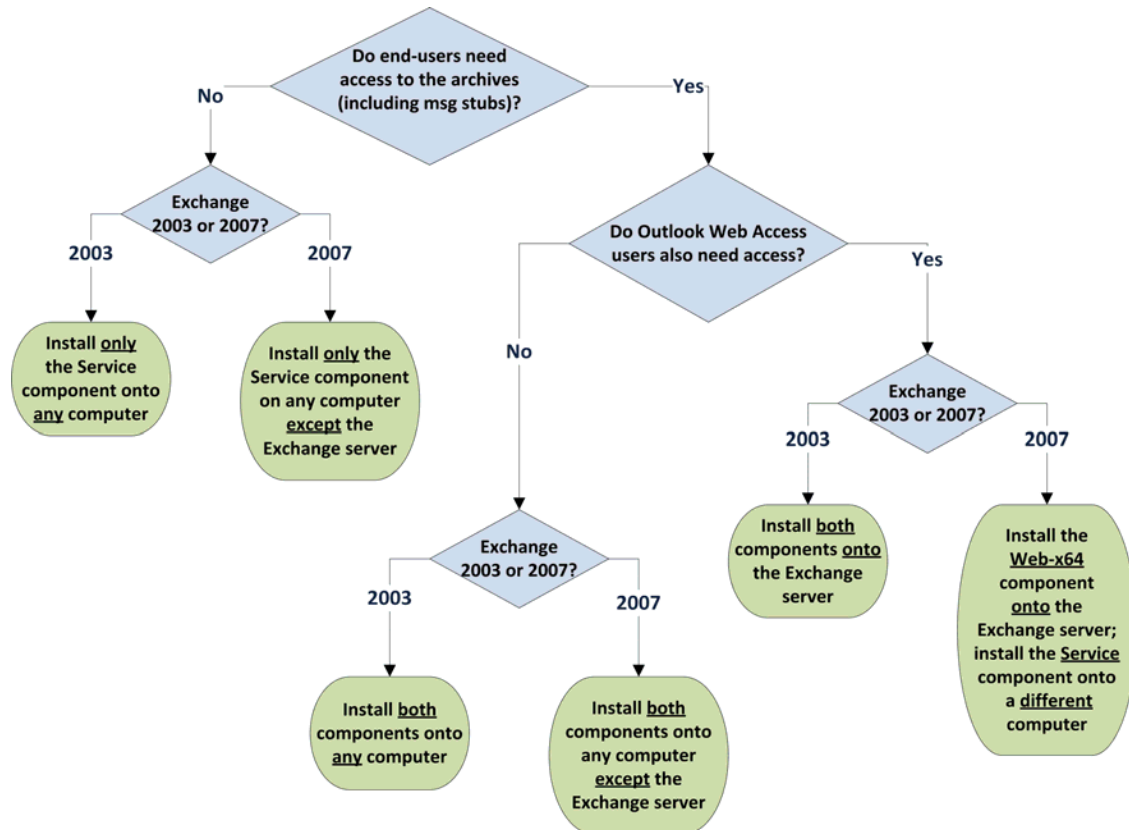 Do end-users need
access to the archives
(including msg stubs)?
No
Yes
Exchange
2003 or 2007?
2003
2007
Install only
the Service
component onto
any computer
Install only the
Service component
on any computer
except the
Exchange server
Do Outlook Web Access
users also need access?
No
Yes
Exchange
2003 or 2007?
2003
2007
Install both
components onto
any computer
Install both
components onto
any computer
except the
Exchange server
Exchange
2003 or 2007?
2003
2007
Install both
components onto
the Exchange
server
Install the
Web-x64
component
onto the
Exchange server;
install the Service
component onto
a different
computer